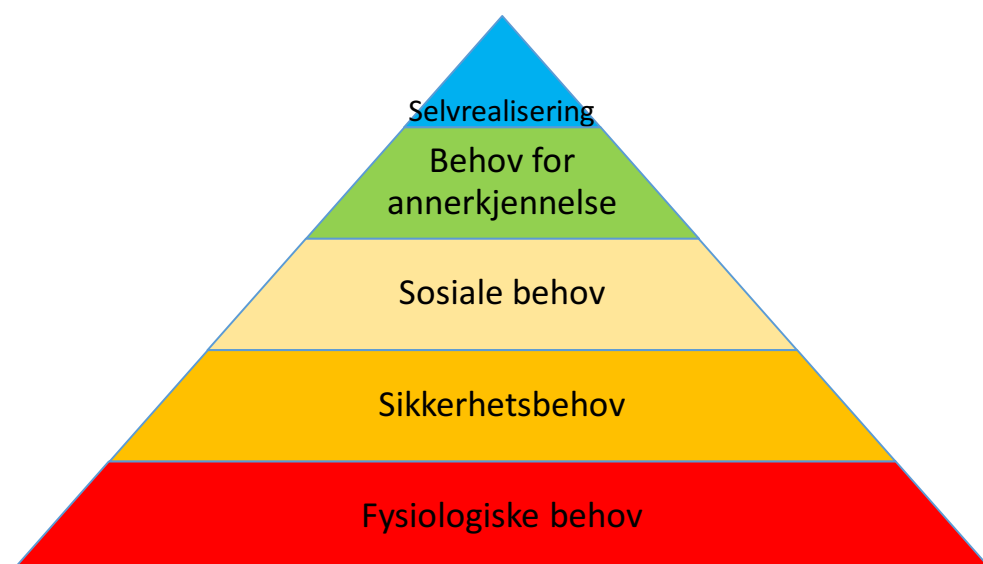 Selvrealisering
Behov for
annerkjennelse
Sosiale behov
Sikkerhetsbehov
Fysiologiske behov